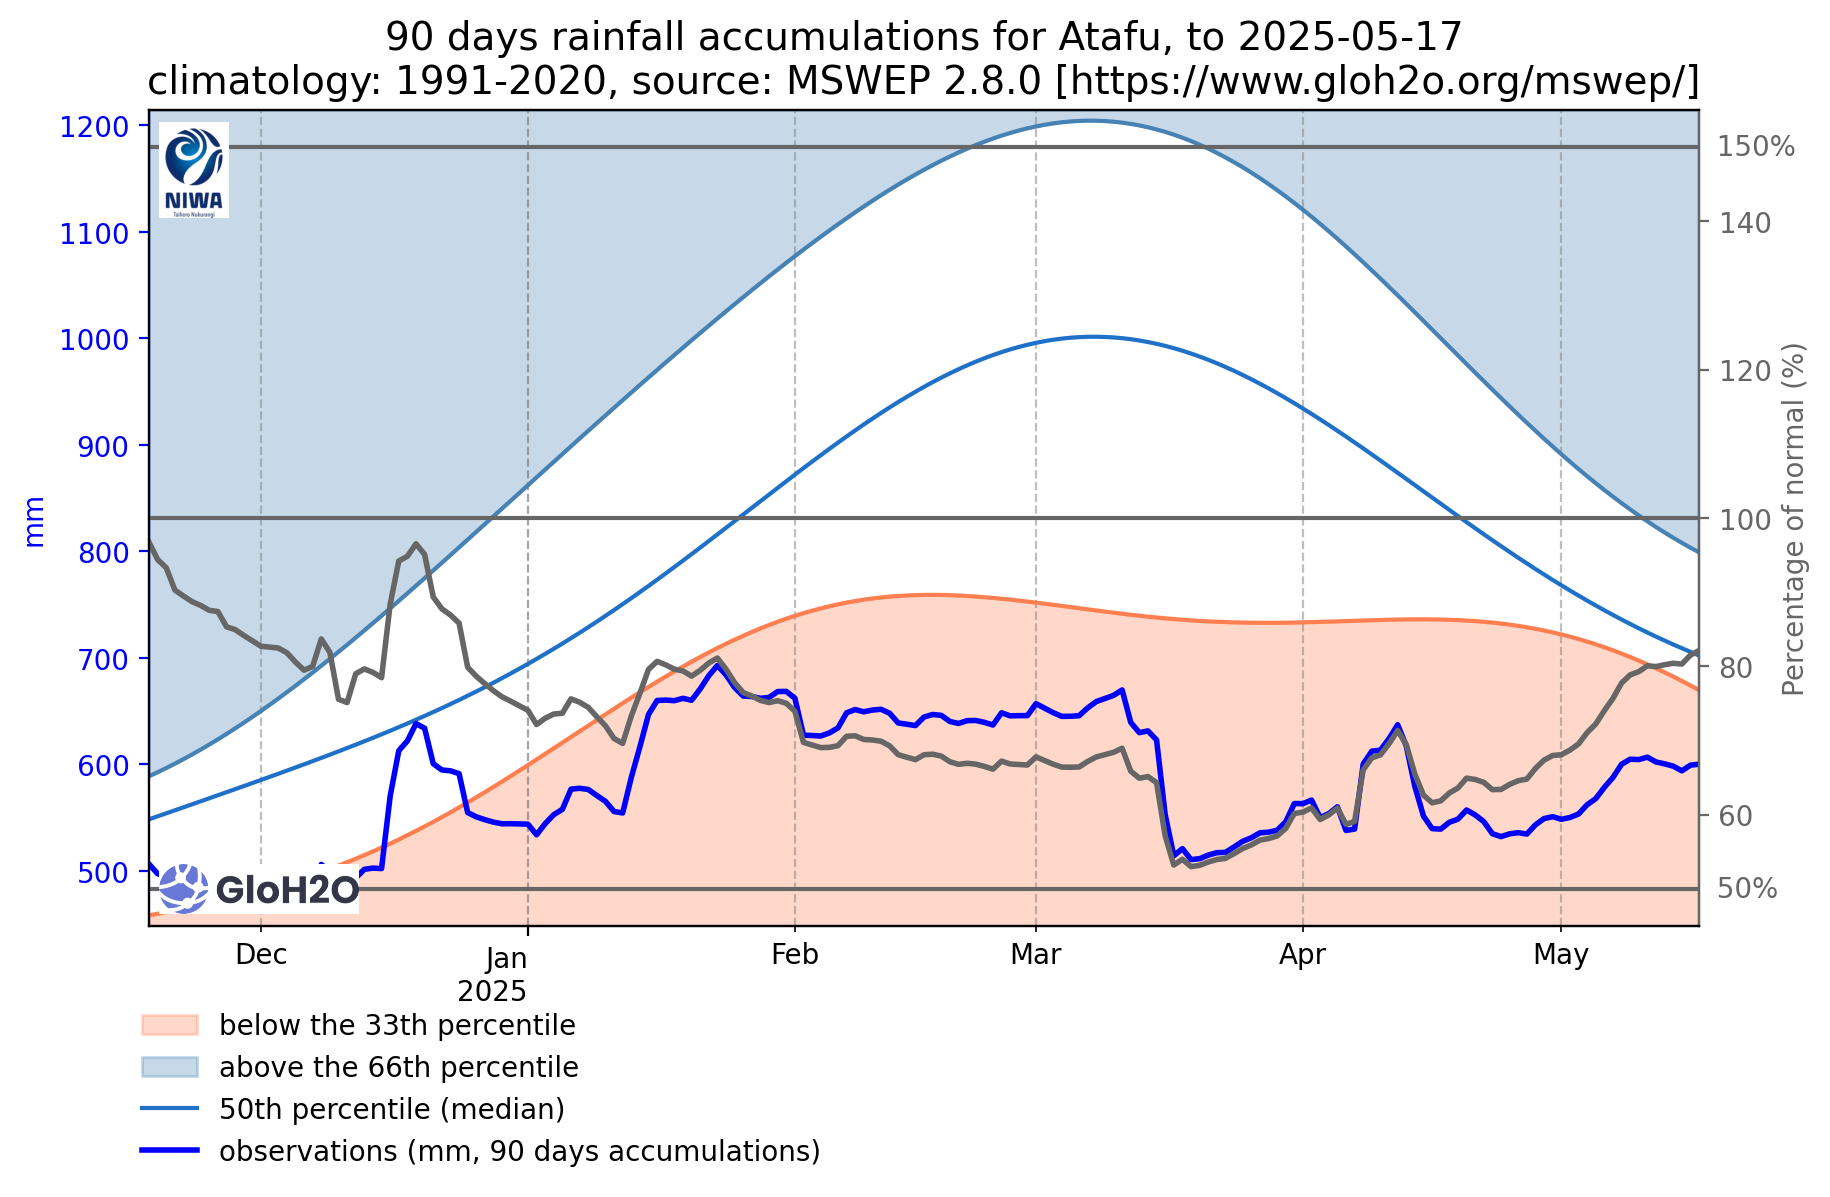 90 days rainfall accumulations for Atafu, to 2025-05-17
climatology: 1991-2020, source: MSWEP 2.8.0 [https://www.gloh2o.org/mswep/]
1200
1100
1000
900
800
700
600
500
mm
NIWA
Taihoro Nukurangi
GloH2O
150%
140
120
100
80
60
50%
Percentage of normal (%)
Dec
Jan
2025
Feb
Mar
Apr
May
below the 33th percentile
above the 66th percentile
50th percentile (median)
observations (mm, 90 days accumulations)